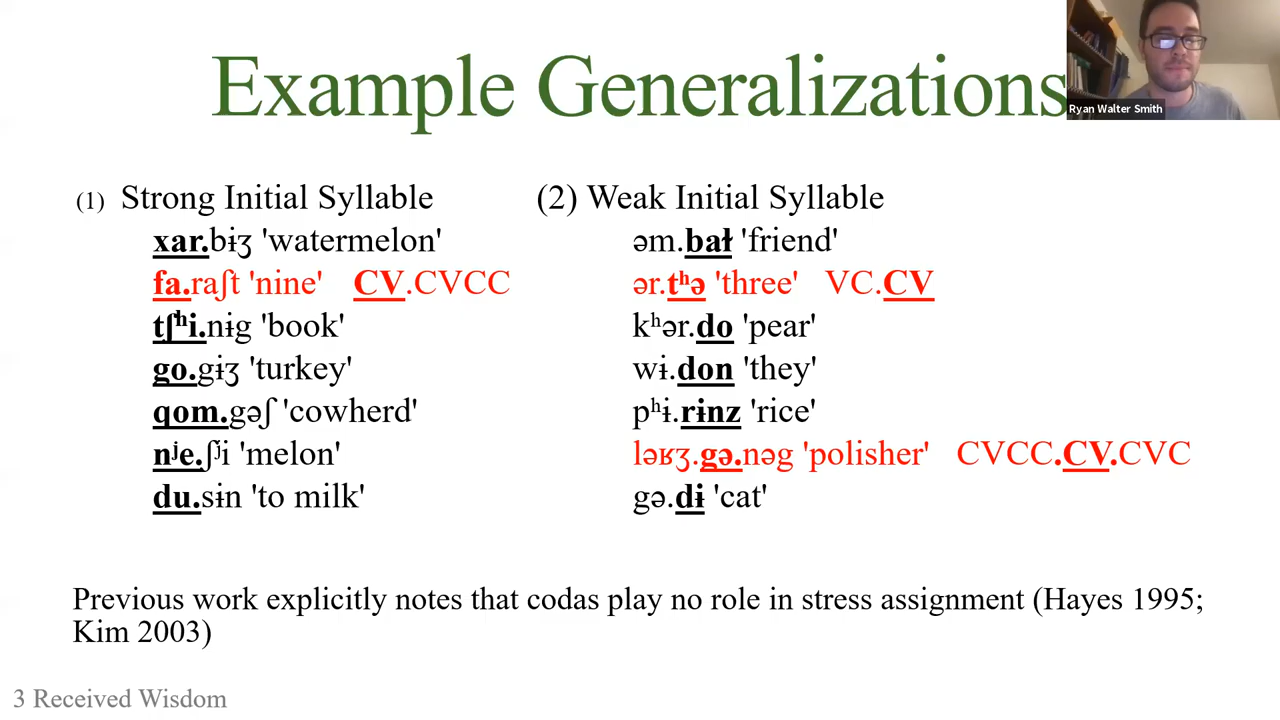 Example Generalizations
Ryan Walter Smith
(1) Strong Initial Syllable
xar.bɨʒ 'watermelon'
fa.raʃt 'nine' CV.CVCC
tʃʰi.nɨg 'book'
go.gɨʒ 'turkey'
qom.gəʃ 'cowherd'
nʲe.ʃʲi 'melon'
du.sɨn 'to milk'
(2) Weak Initial Syllable
əm.bał 'friend'
ər.tʰə 'three' VC.CV
kʰər.do 'pear'
wɨ.don 'they'
pʰɨ.rɨnz 'rice'
ləʁʒ.gə.nəg 'polisher' CVCC.CV.CVC
gə.dɨ 'cat'
Previous work explicitly notes that codas play no role in stress assignment (Hayes 1995;
Kim 2003)
3 Received Wisdom